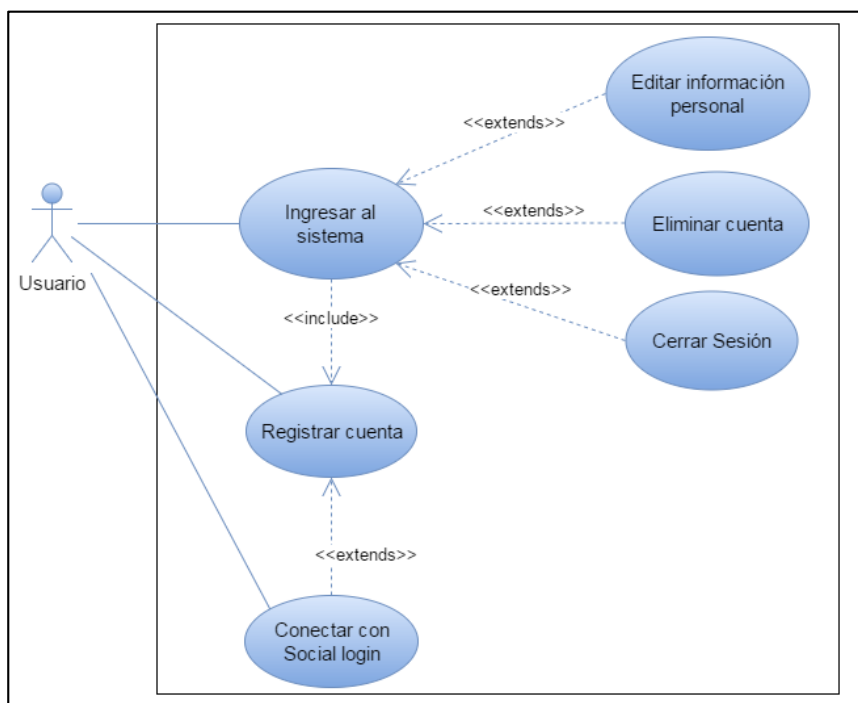 Editar información
personal
<<extends>>
Ingresar al
sistema
<<extends>>
Eliminar cuenta
Usuario
<<extends>>
<<include>>
Cerrar Sesión
Registrar cuenta
<<extends>>
Conectar con
Social login